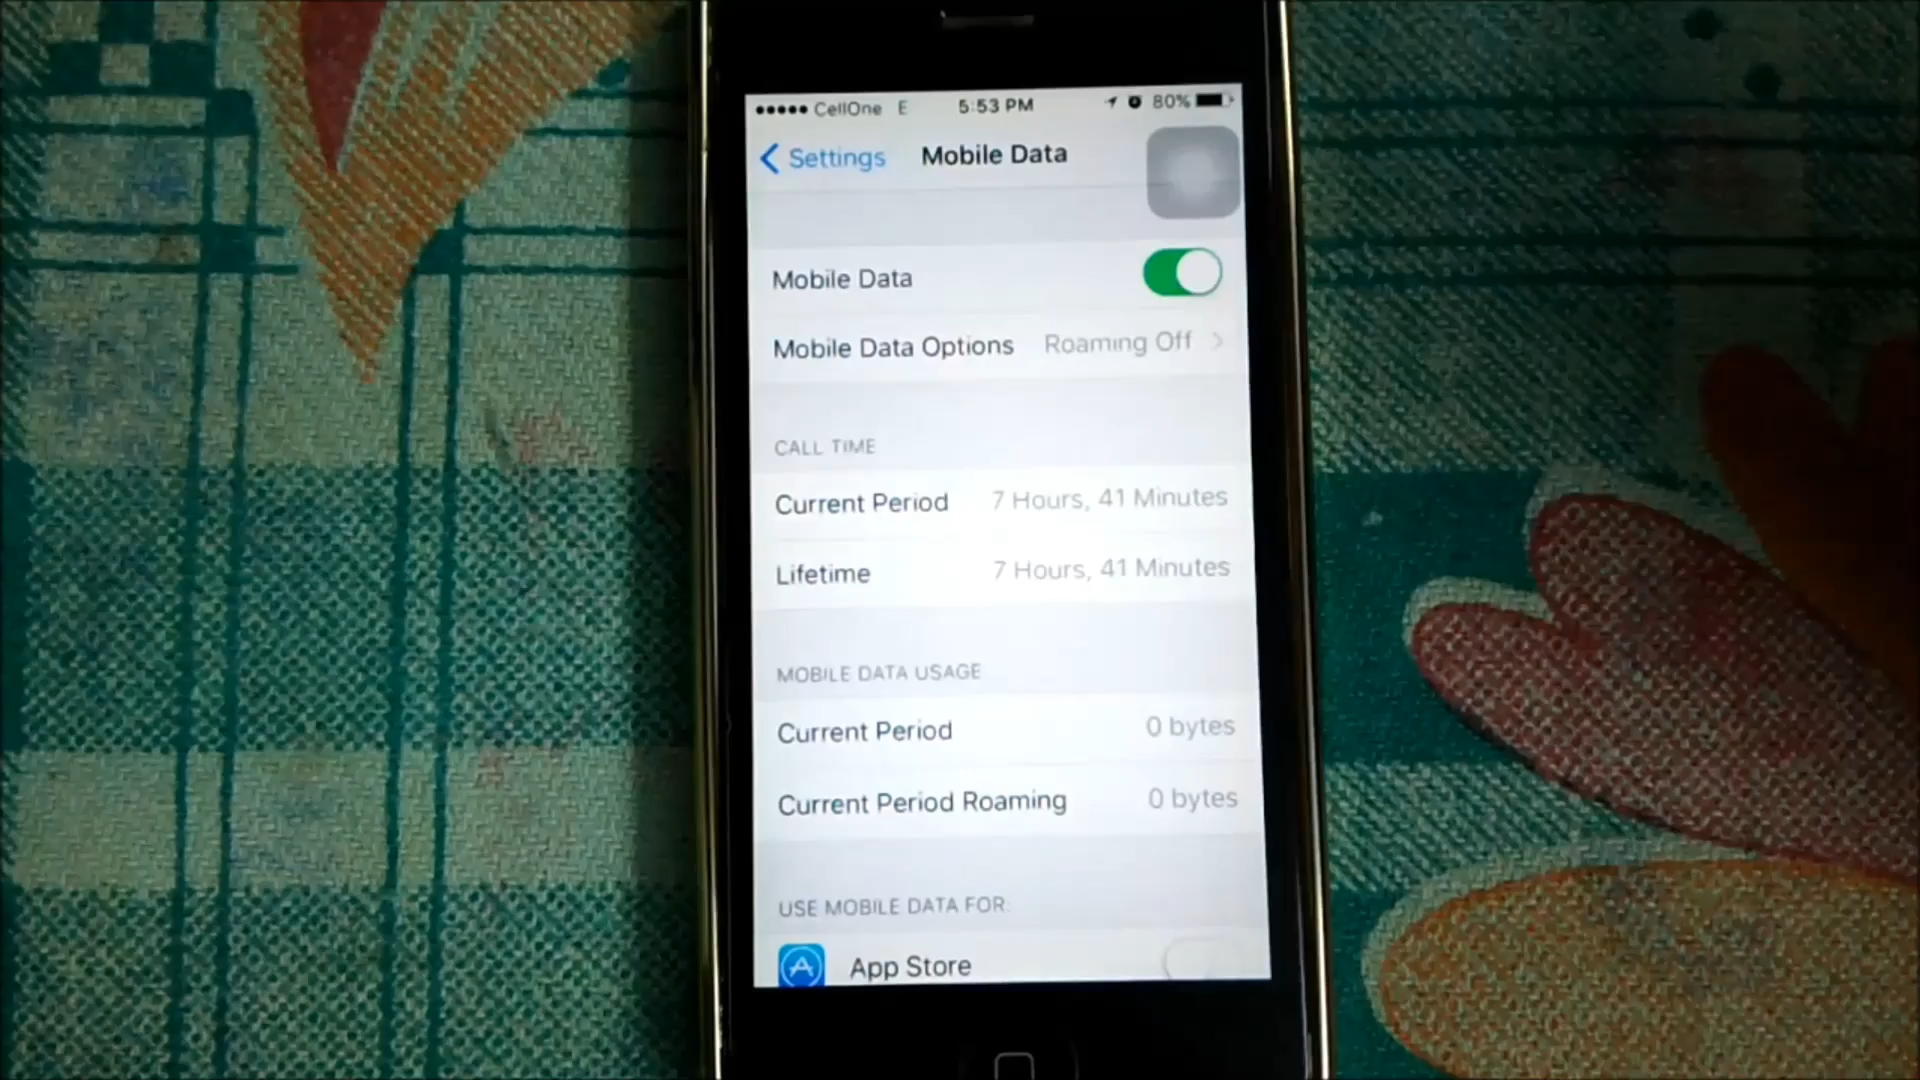 CellOne E 5:53 PM 80%
Settings Mobile Data
Mobile Data
Mobile Data Options Roaming Off
CALL TIME
Current Period 7 Hours, 41 Minutes
Lifetime 7 Hours, 41 Minutes
MOBILE DATA USAGE
Current Period 0 bytes
Current Period Roaming 0 bytes
USE MOBILE DATA FOR:
App Store